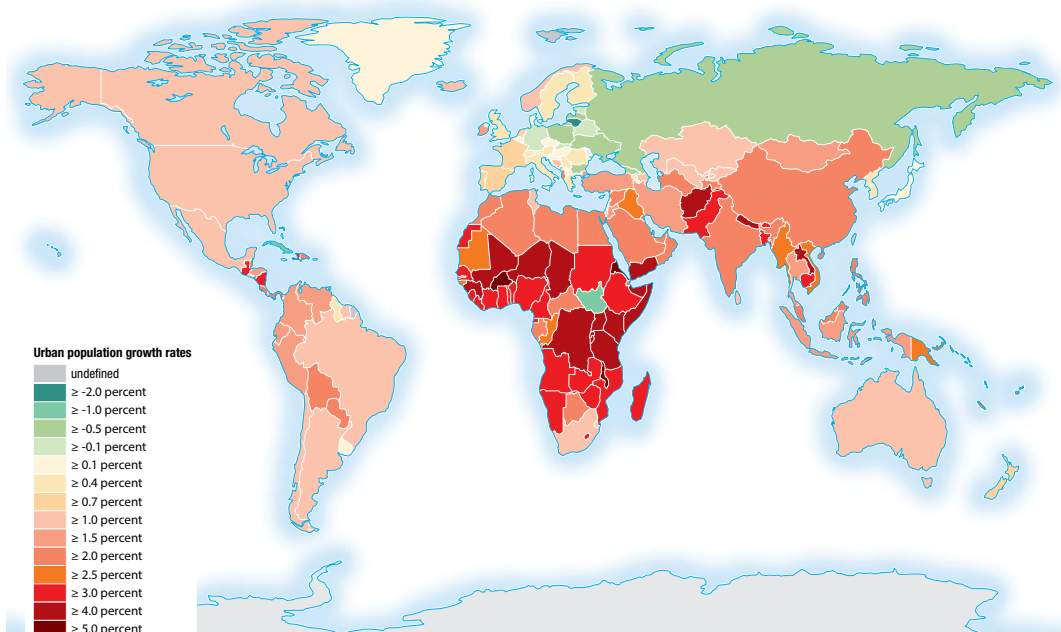 Urban population growth rates
undefined
≥ -2.0 percent
≥ -1.0 percent
≥ -0.5 percent
≥ -0.1 percent
≥ 0.1 percent
≥ 0.4 percent
≥ 0.7 percent
≥ 1.0 percent
≥ 1.5 percent
≥ 2.0 percent
≥ 2.5 percent
≥ 3.0 percent
≥ 4.0 percent
≥ 5.0 percent